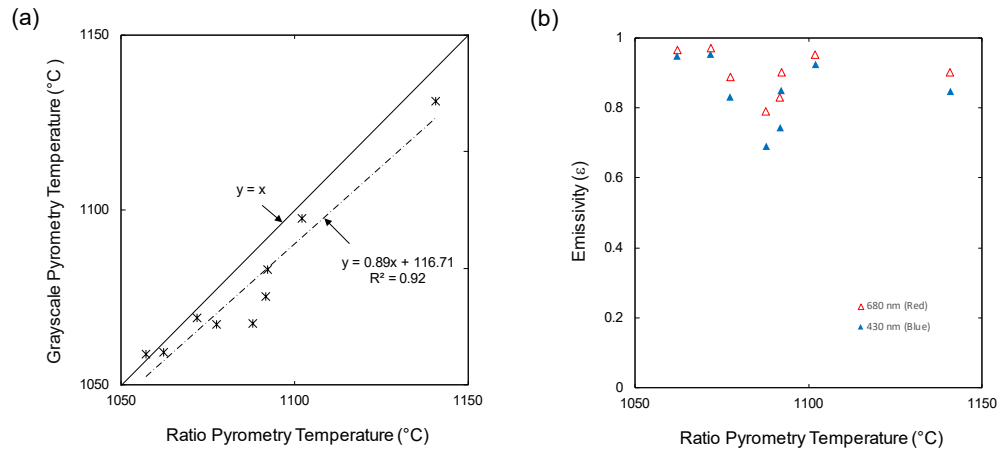 (a)
1150
1100
1050
Grayscale Pyrometry Temperature (°C)
y = x
y = 0.89x + 116.71
R² = 0.92
1050
1100
1150
Ratio Pyrometry Temperature (°C)
(b)
1
0.8
0.6
0.4
0.2
0
Emissivity (ε)
680 nm (Red)
430 nm (Blue)
1050
1100
1150
Ratio Pyrometry Temperature (°C)